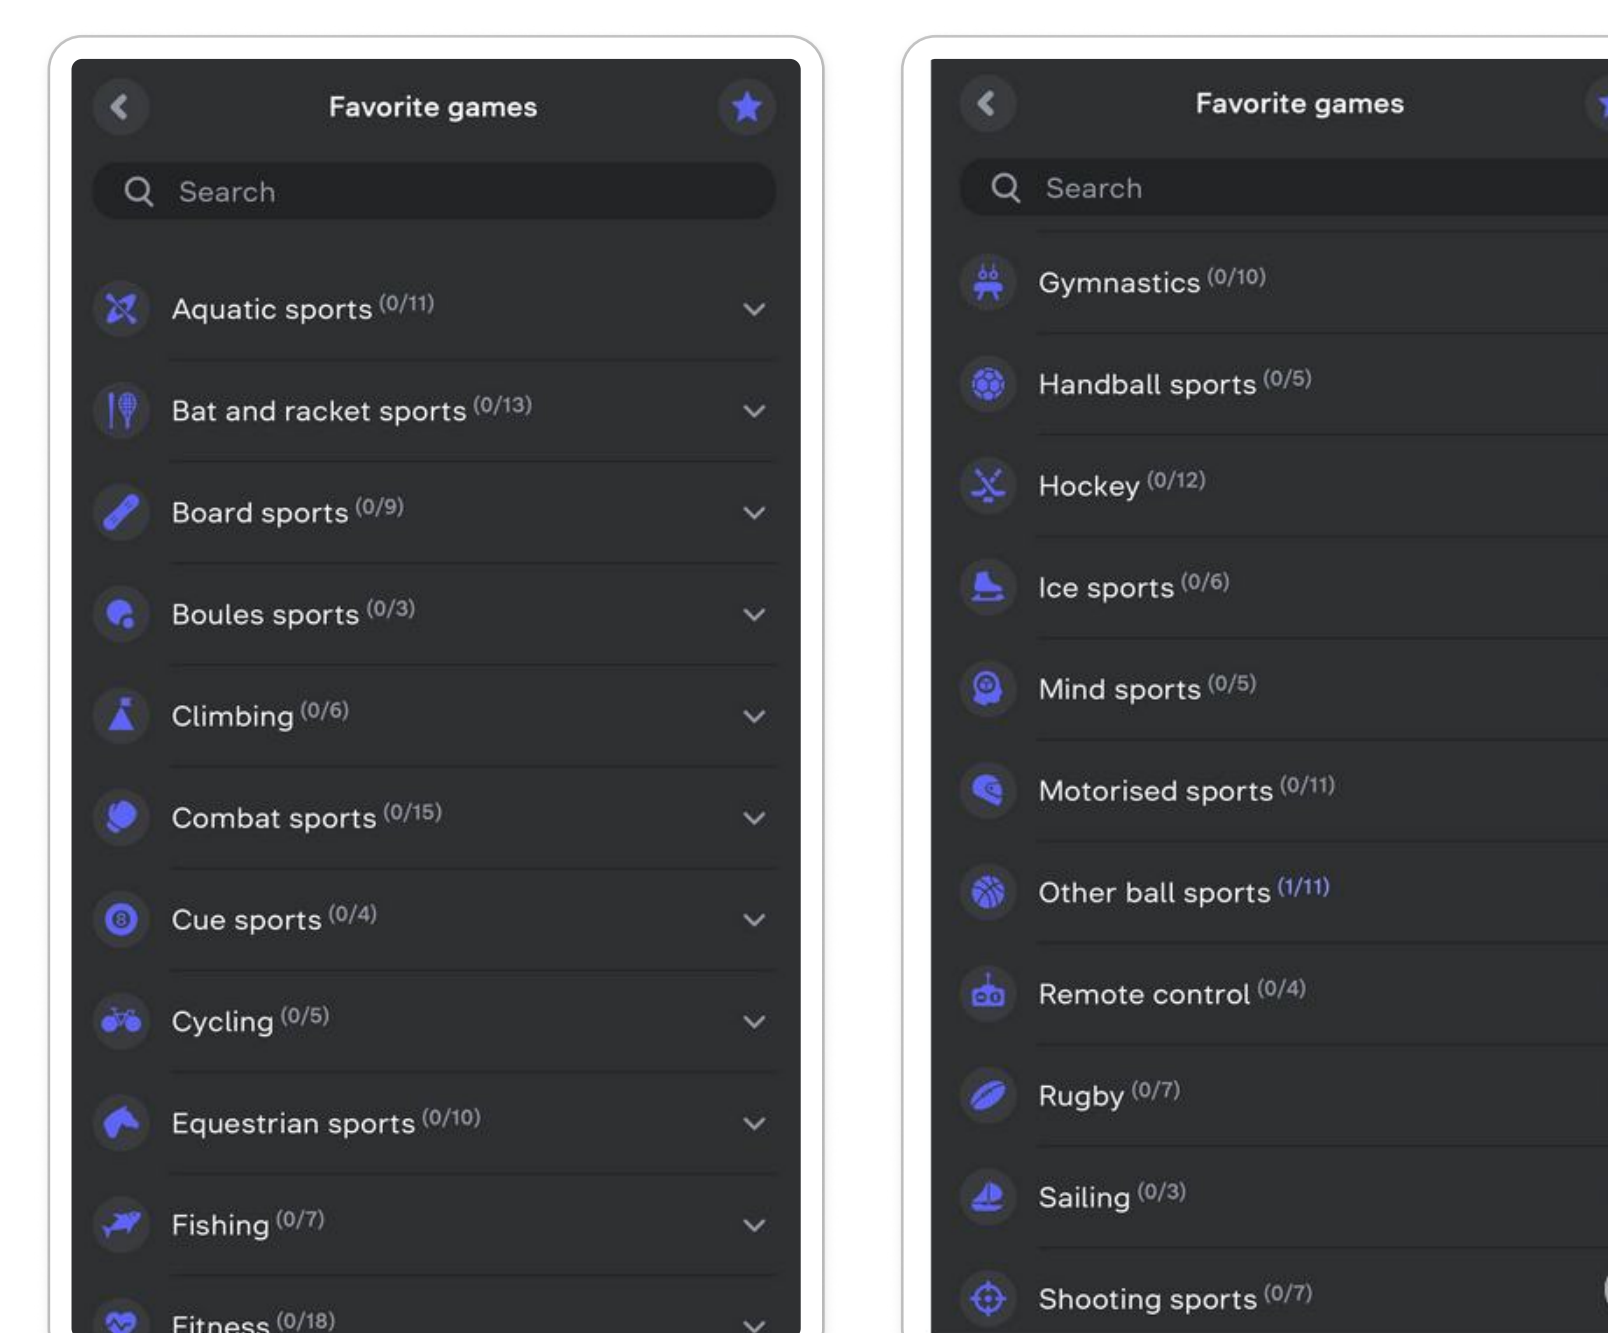 Favorite games
Search
Aquatic sports (0/11)
Bat and racket sports (0/13)
Board sports (0/9)
Boules sports (0/3)
Climbing (0/6)
Combat sports (0/15)
Cue sports (0/4)
Cycling (0/5)
Equestrian sports (0/10)
Fishing (0/7)
Fitness (0/18)
Favorite games
Search
Gymnastics (0/10)
Handball sports (0/5)
Hockey (0/12)
Ice sports (0/6)
Mind sports (0/5)
Motorised sports (0/11)
Other ball sports (1/11)
Remote control (0/4)
Rugby (0/7)
Sailing (0/3)
Shooting sports (0/7)